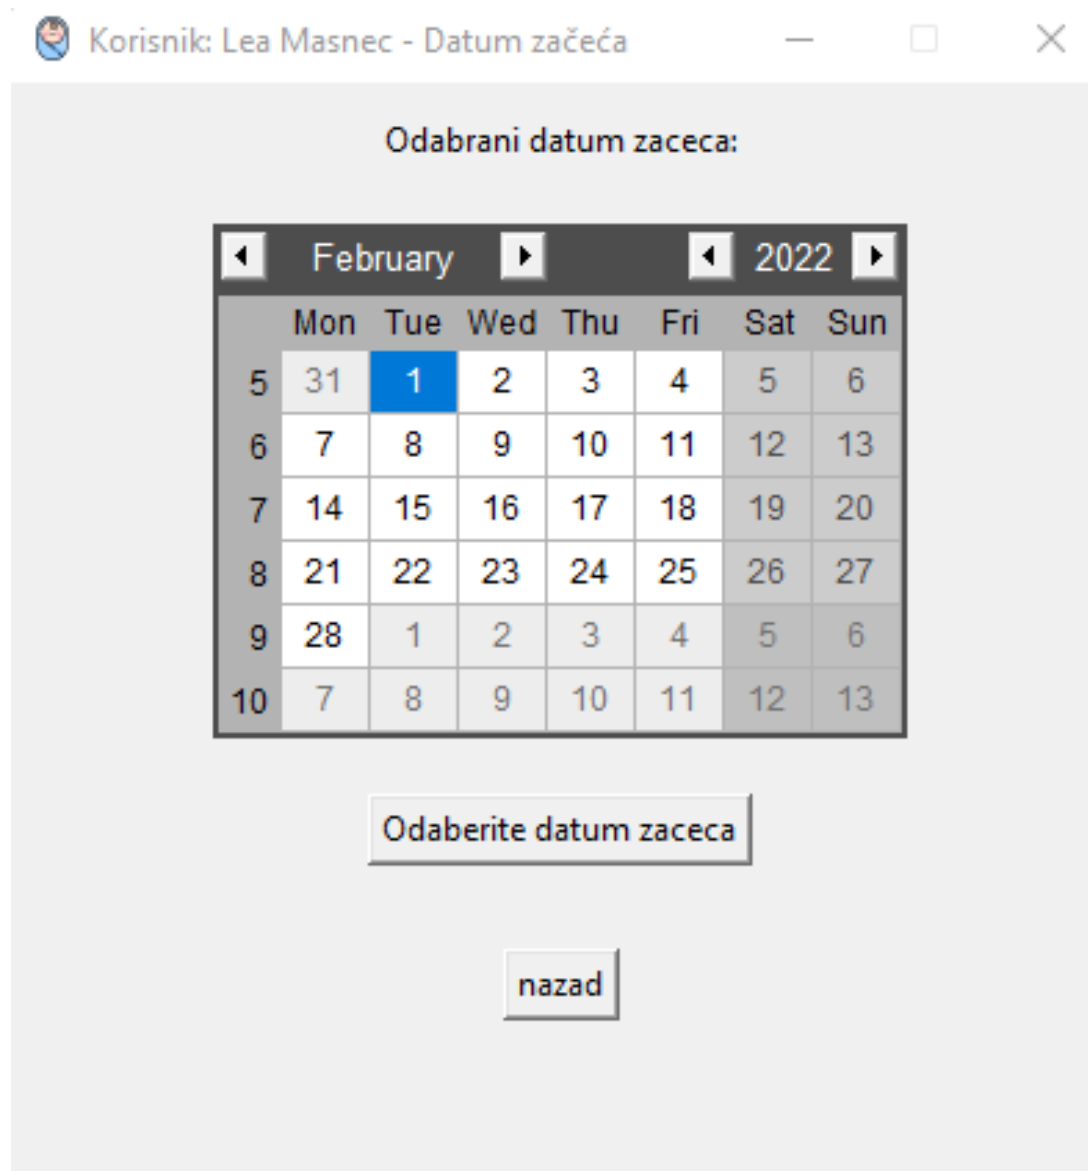 Korisnik: Lea Masnec - Datum začeća
Odabrani datum zaceca:
February 2022
Mon Tue Wed Thu Fri Sat Sun
5 31 1 2 3 4 5 6
6 7 8 9 10 11 12 13
7 14 15 16 17 18 19 20
8 21 22 23 24 25 26 27
9 28 1 2 3 4 5 6
10 7 8 9 10 11 12 13
Odaberite datum zaceca
nazad